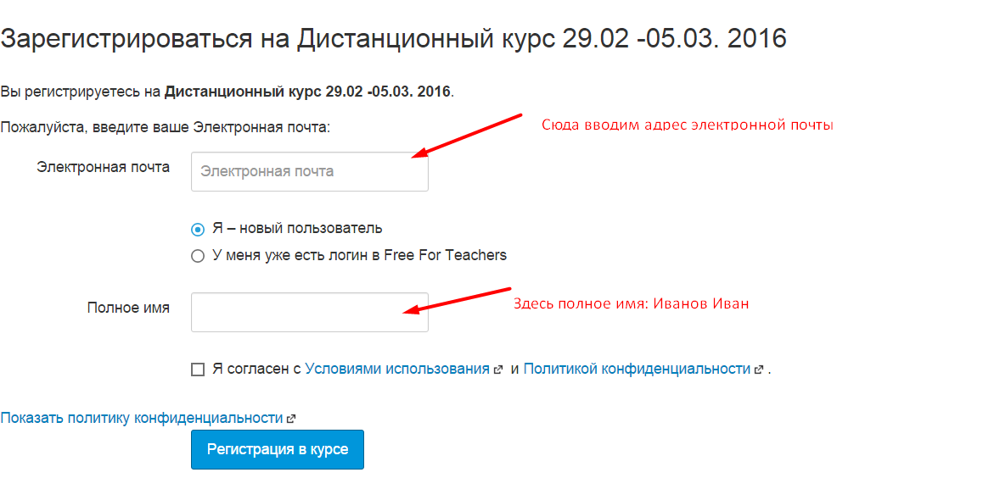 Зарегистрироваться на Дистанционный курс 29.02 -05.03. 2016
Вы регистрируетесь на Дистанционный курс 29.02 -05.03. 2016.
Пожалуйста, введите ваше Электронная почта:
Сюда вводим адрес электронной почты
Электронная почта
Электронная почта
Я – новый пользователь
У меня уже есть логин в Free For Teachers
Полное имя
Здесь полное имя: Иванов Иван
Я согласен с Условиями использования и Политикой конфиденциальности .
Показать политику конфиденциальности
Регистрация в курсе